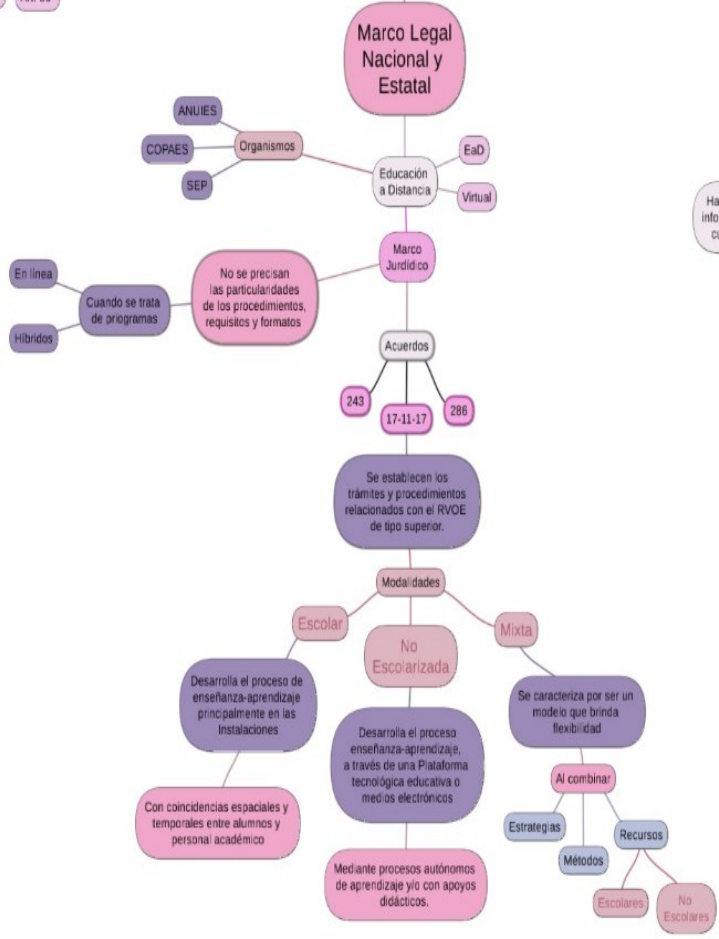 Marco Legal
Nacional y
Estatal
ANUIES
COPAES
SEP
Organismos
Educación
a Distancia
EaD
Virtual
Marco
Jurdídico
No se precisan
las particularidades
de los procedimientos,
requisitos y formatos
Cuando se trata
de priogramas
En línea
Híbridos
Acuerdos
243
17-11-17
286
Se establecen los
trámites y procedimientos
relacionados con el RVOE
de tipo superior.
Modalidades
Escolar
No
Escolarizada
Mixta
Desarrolla el proceso de
enseñanza-aprendizaje
principalmente en las
Instalaciones
Con coincidencias espaciales y
temporales entre alumnos y
personal académico
Desarrolla el proceso
enseñanza-aprendizaje,
a través de una Plataforma
tecnológica educativa o
medios electrónicos
Mediante procesos autónomos
de aprendizaje y/o con apoyos
didácticos.
Se caracteriza por ser un
modelo que brinda
flexibilidad
Al combinar
Estrategias
Métodos
Recursos
Escolares
No
Escolares